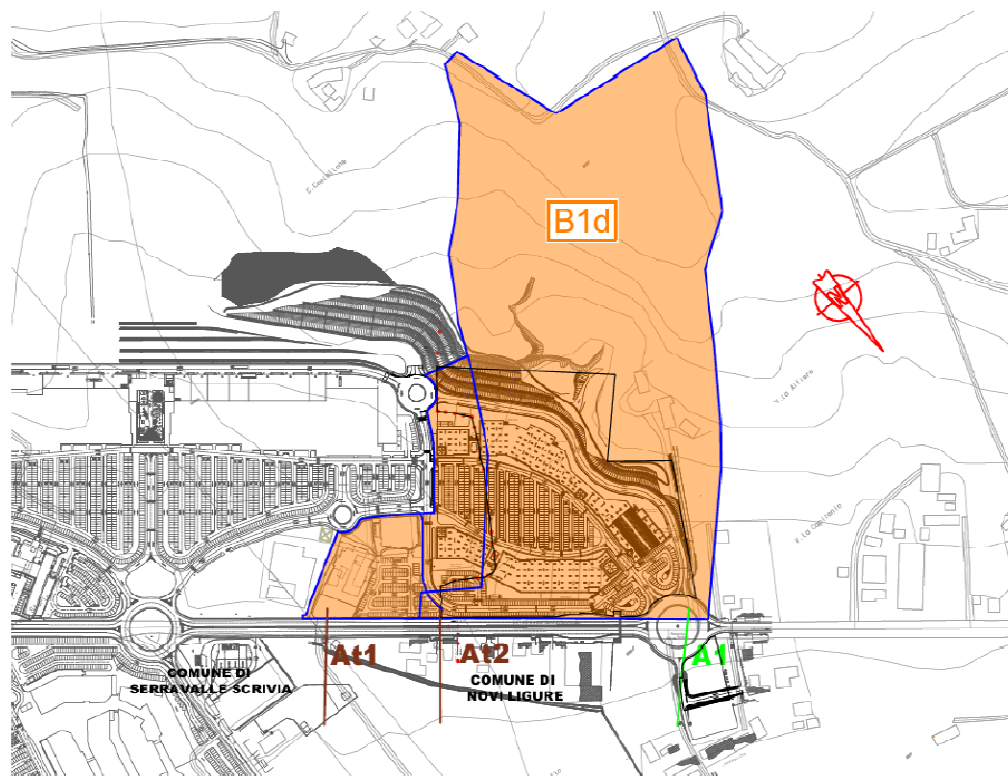 B1d
At1
At2
A1
COMUNE DI
SERRAVALLE SCRIVIA
COMUNE DI
NOVI LIGURE